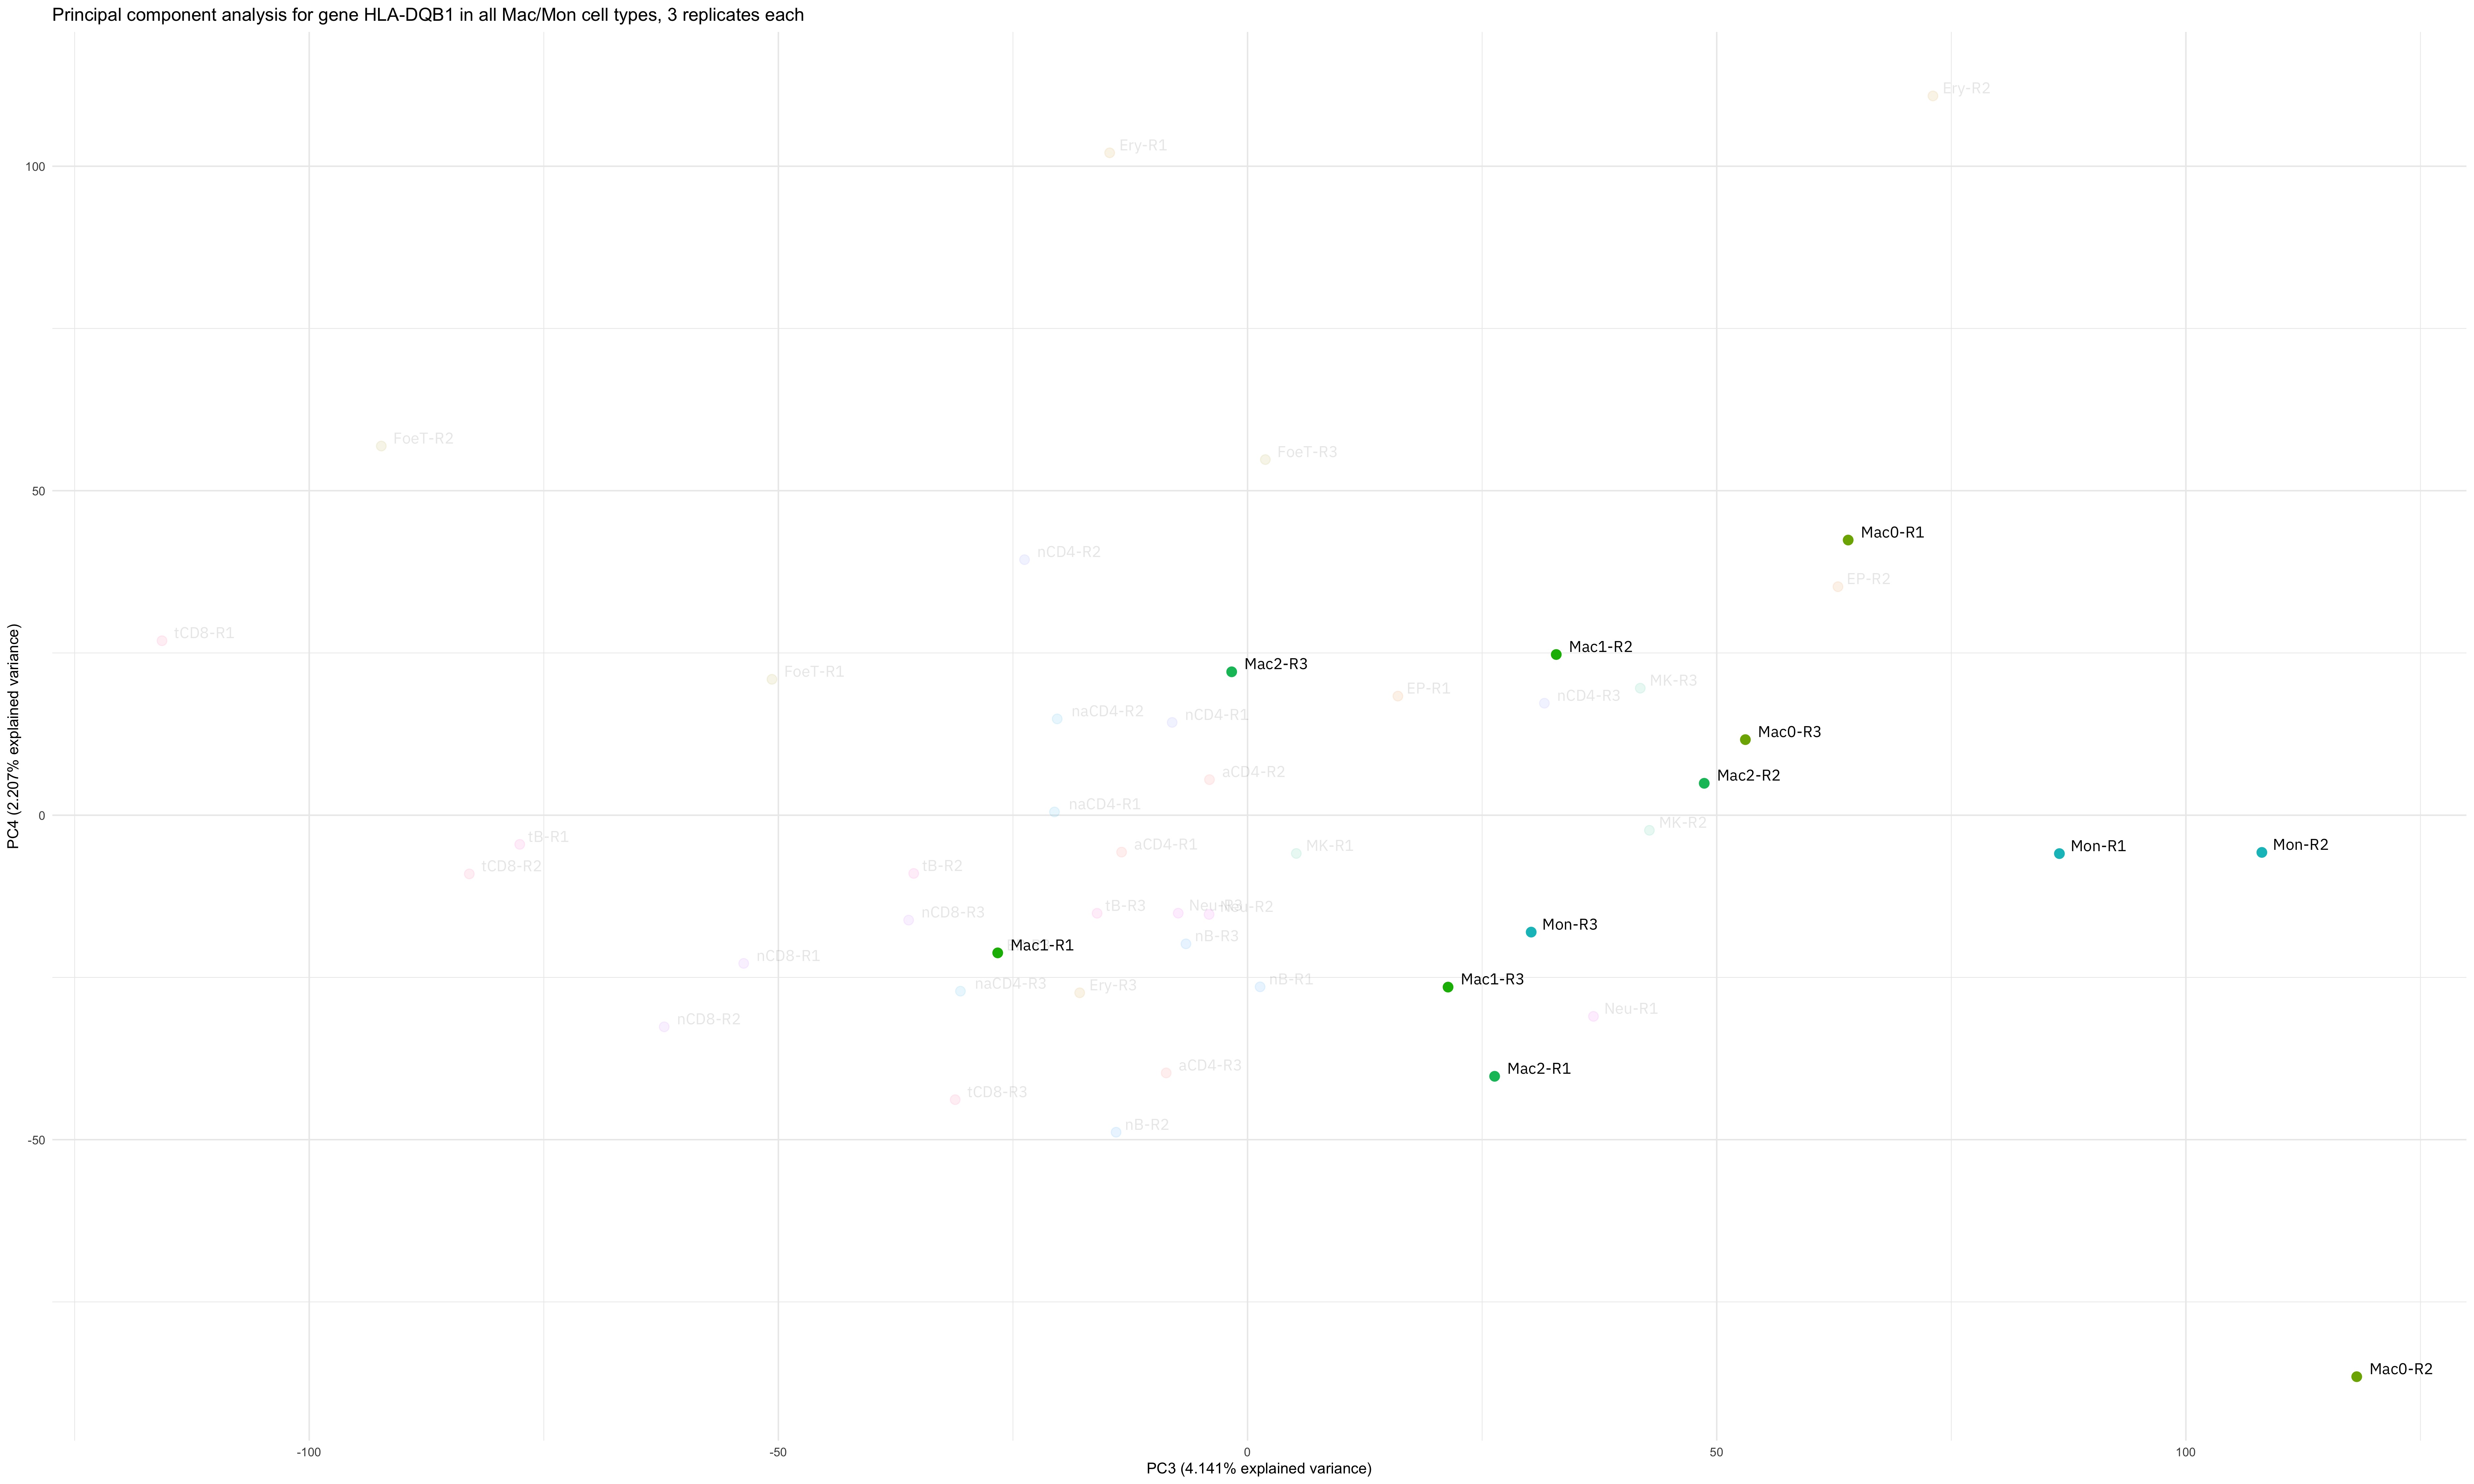 Principal component analysis for gene HLA-DQB1 in all Mac/Mon cell types, 3 replicates each
Ery-R2
Ery-R1
100
FoeT-R2
FoeT-R3
50
Mac0-R1
nCD4-R2
EP-R2
tCD8-R1
Mac1-R2
Mac2-R3
FoeT-R1
MK-R3
EP-R1
nCD4-R3
naCD4-R2
nCD4-R1
Mac0-R3
aCD4-R2
Mac2-R2
naCD4-R1
0
MK-R2
tB-R1
aCD4-R1
MK-R1
Mon-R1
Mon-R2
tCD8-R2
tB-R2
tB-R3
Neu-R3
Neu-R2
nCD8-R3
Mon-R3
nB-R3
Mac1-R1
nCD8-R1
naCD4-R3
Ery-R3
nB-R1
Mac1-R3
Neu-R1
nCD8-R2
aCD4-R3
Mac2-R1
tCD8-R3
nB-R2
-50
Mac0-R2
-100
-50
0
50
100
PC3 (4.141% explained variance)
PC4 (2.207% explained variance)